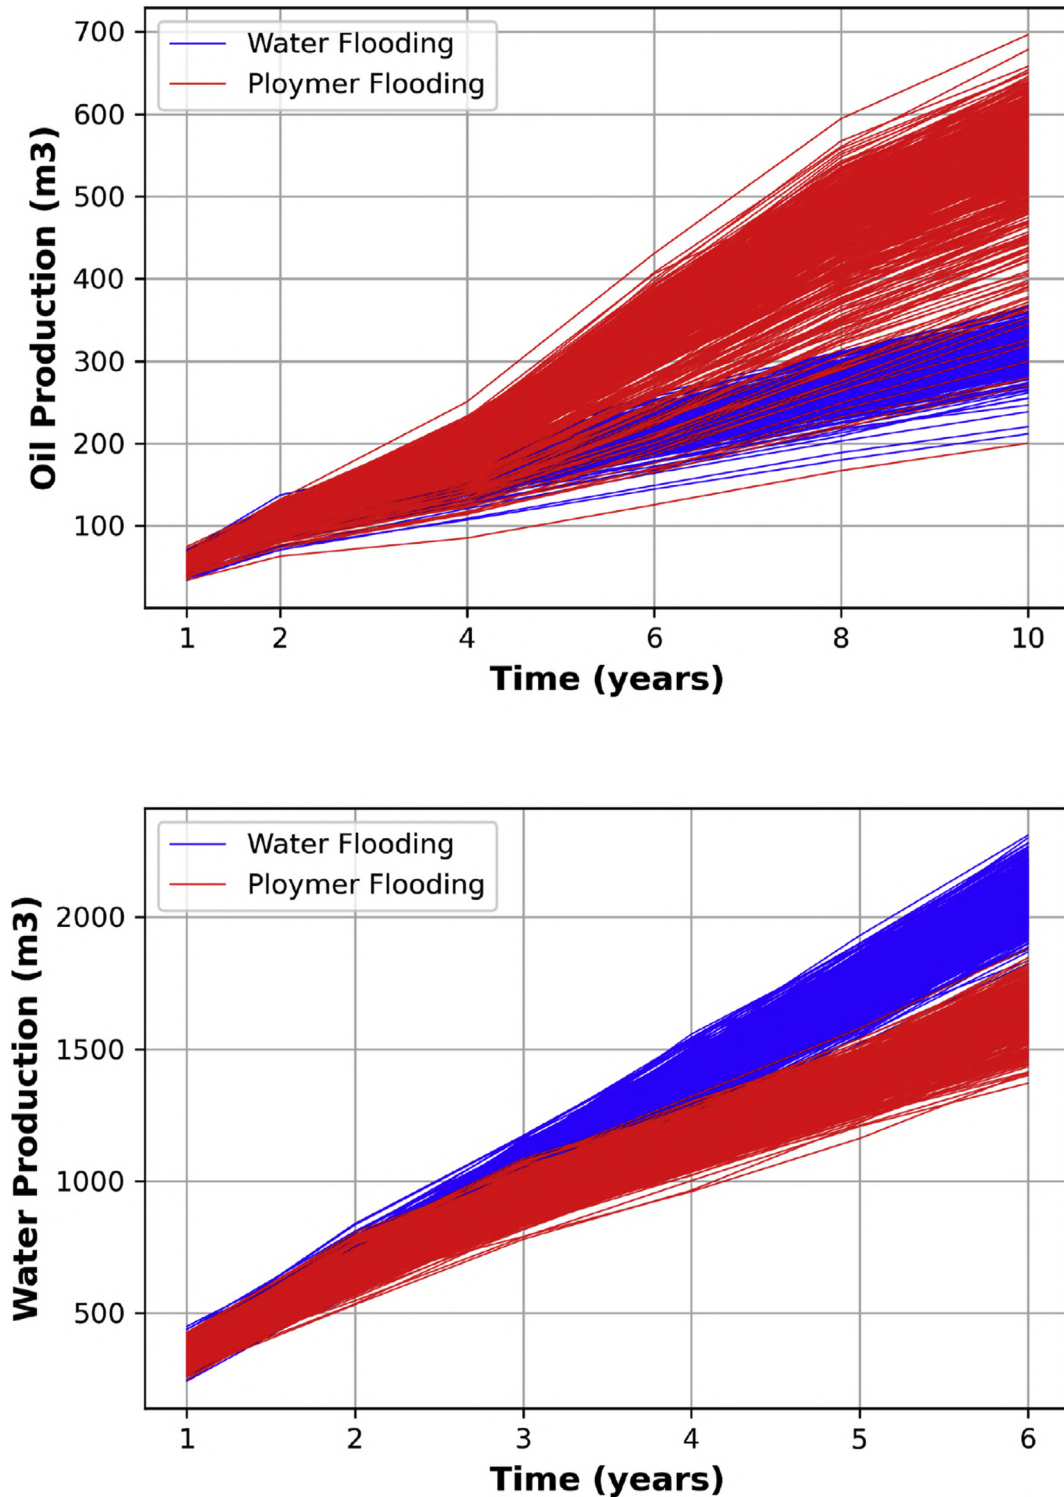 Water Flooding
Ploymer Flooding
Oil Production (m3)
700
600
500
400
300
200
100
1 2 4 6 8 10
Time (years)
Water Flooding
Ploymer Flooding
Water Production (m3)
2000
1500
1000
500
1 2 3 4 5 6
Time (years)